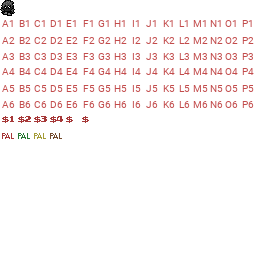 A1 B1 C1 D1 E1 F1 G1 H1 I1 J1 K1 L1 M1 N1 O1 P1
A2 B2 C2 D2 E2 F2 G2 H2 I2 J2 K2 L2 M2 N2 O2 P2
A3 B3 C3 D3 E3 F3 G3 H3 I3 J3 K3 L3 M3 N3 O3 P3
A4 B4 C4 D4 E4 F4 G4 H4 I4 J4 K4 L4 M4 N4 O4 P4
A5 B5 C5 D5 E5 F5 G5 H5 I5 J5 K5 L5 M5 N5 O5 P5
A6 B6 C6 D6 E6 F6 G6 H6 I6 J6 K6 L6 M6 N6 O6 P6
$1 $2 $3 $4 $ $
PAL PAL PAL PAL